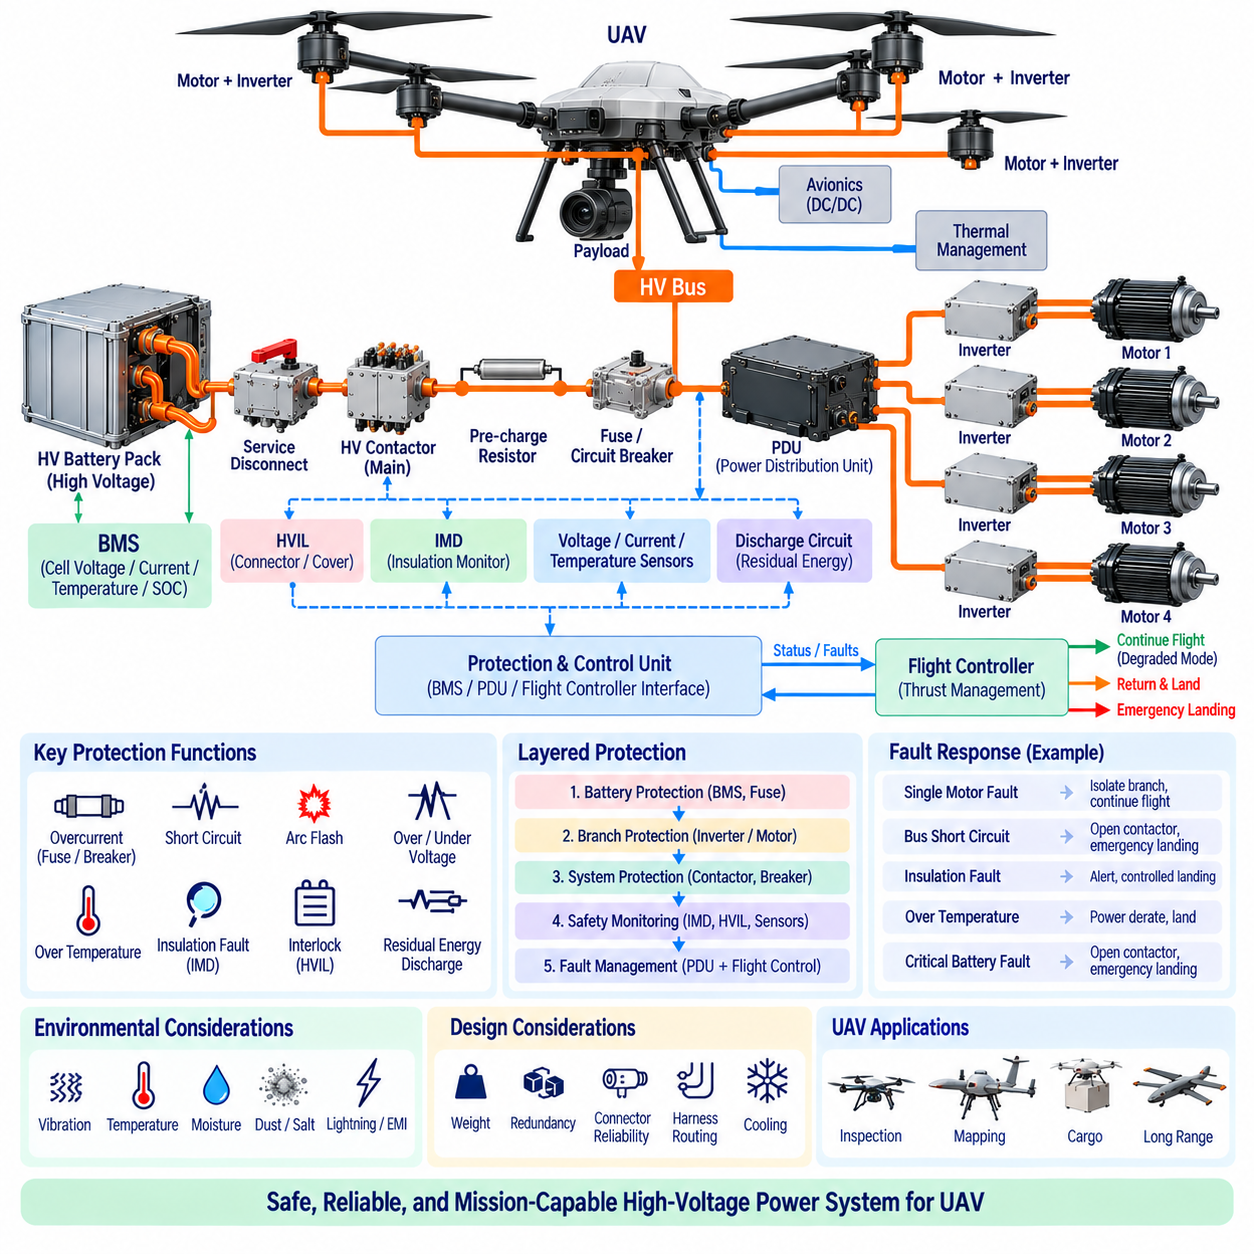 UAV
Motor + Inverter
Motor + Inverter
Motor + Inverter
Avionics
(DC/DC)
Thermal
Management
Payload
HV Bus
HV Battery Pack
(High Voltage)
Service
Disconnect
HV Contactor
(Main)
Pre-charge
Resistor
Fuse /
Circuit Breaker
PDU
(Power Distribution Unit)
Inverter
Motor 1
Inverter
Motor 2
Inverter
Motor 3
Inverter
Motor 4
BMS
(Cell Voltage / Current /
Temperature / SOC)
HVIL
(Connector / Cover)
IMD
(Insulation Monitor)
Voltage / Current /
Temperature Sensors
Discharge Circuit
(Residual Energy)
Protection & Control Unit
(BMS / PDU / Flight Controller Interface)
Status / Faults
Flight Controller
(Thrust Management)
Continue Flight
(Degraded Mode)
Return & Land
Emergency Landing
Key Protection Functions
Overcurrent
(Fuse / Breaker)
Short Circuit
Arc Flash
Over / Under
Voltage
Over Temperature
Insulation Fault
(IMD)
Interlock
(HVIL)
Residual Energy
Discharge
Layered Protection
1. Battery Protection (BMS, Fuse)
2. Branch Protection (Inverter / Motor)
3. System Protection (Contactor, Breaker)
4. Safety Monitoring (IMD, HVIL, Sensors)
5. Fault Management (PDU + Flight Control)
Fault Response (Example)
Single Motor Fault
Isolate branch,
continue flight
Bus Short Circuit
Open contactor,
emergency landing
Insulation Fault
Alert, controlled landing
Over Temperature
Power derate, land
Critical Battery Fault
Open contactor,
emergency landing
Environmental Considerations
Vibration
Temperature
Moisture
Dust / Salt
Lightning / EMI
Design Considerations
Weight
Redundancy
Connector
Reliability
Harness
Routing
Cooling
UAV Applications
Inspection
Mapping
Cargo
Long Range
Safe, Reliable, and Mission-Capable High-Voltage Power System for UAV